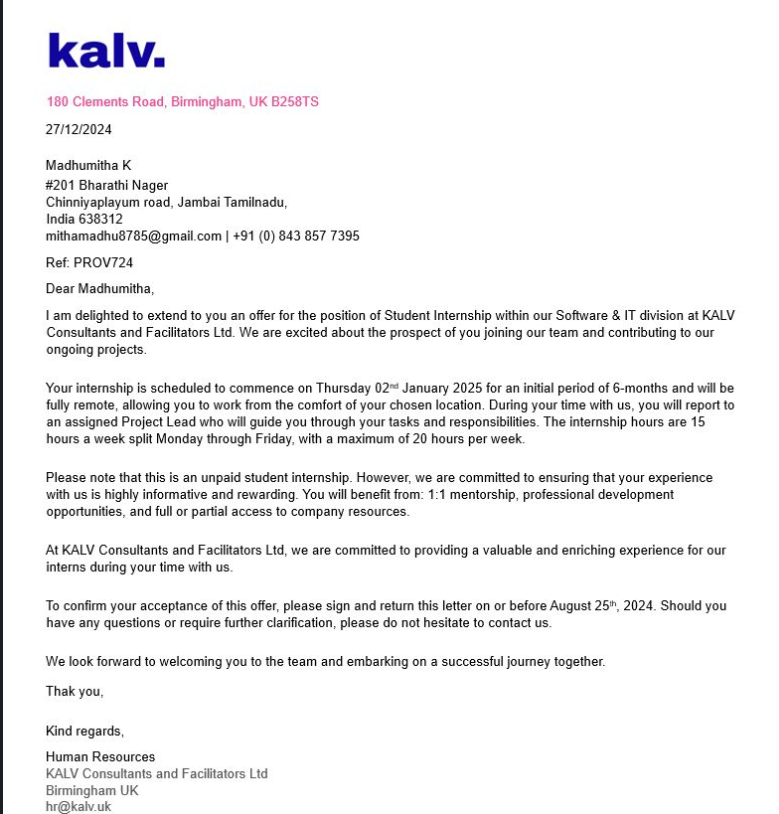 kalv.
180 Clements Road, Birmingham, UK B258TS
27/12/2024
Madhumitha K
#201 Bharathi Nager
Chinniyaplayum road, Jambai Tamilnadu,
India 638312
mithamadhu8785@gmail.com | +91 (0) 843 857 7395
Ref: PROV724
Dear Madhumitha,
I am delighted to extend to you an offer for the position of Student Internship within our Software & IT division at KALV
Consultants and Facilitators Ltd. We are excited about the prospect of you joining our team and contributing to our
ongoing projects.
Your internship is scheduled to commence on Thursday 02nd January 2025 for an initial period of 6-months and will be
fully remote, allowing you to work from the comfort of your chosen location. During your time with us, you will report to
an assigned Project Lead who will guide you through your tasks and responsibilities. The internship hours are 15
hours a week split Monday through Friday, with a maximum of 20 hours per week.
Please note that this is an unpaid student internship. However, we are committed to ensuring that your experience
with us is highly informative and rewarding. You will benefit from: 1:1 mentorship, professional development
opportunities, and full or partial access to company resources.
At KALV Consultants and Facilitators Ltd, we are committed to providing a valuable and enriching experience for our
interns during your time with us.
To confirm your acceptance of this offer, please sign and return this letter on or before August 25th, 2024. Should you
have any questions or require further clarification, please do not hesitate to contact us.
We look forward to welcoming you to the team and embarking on a successful journey together.
Thak you,
Kind regards,
Human Resources
KALV Consultants and Facilitators Ltd
Birmingham UK
hr@kalv.uk